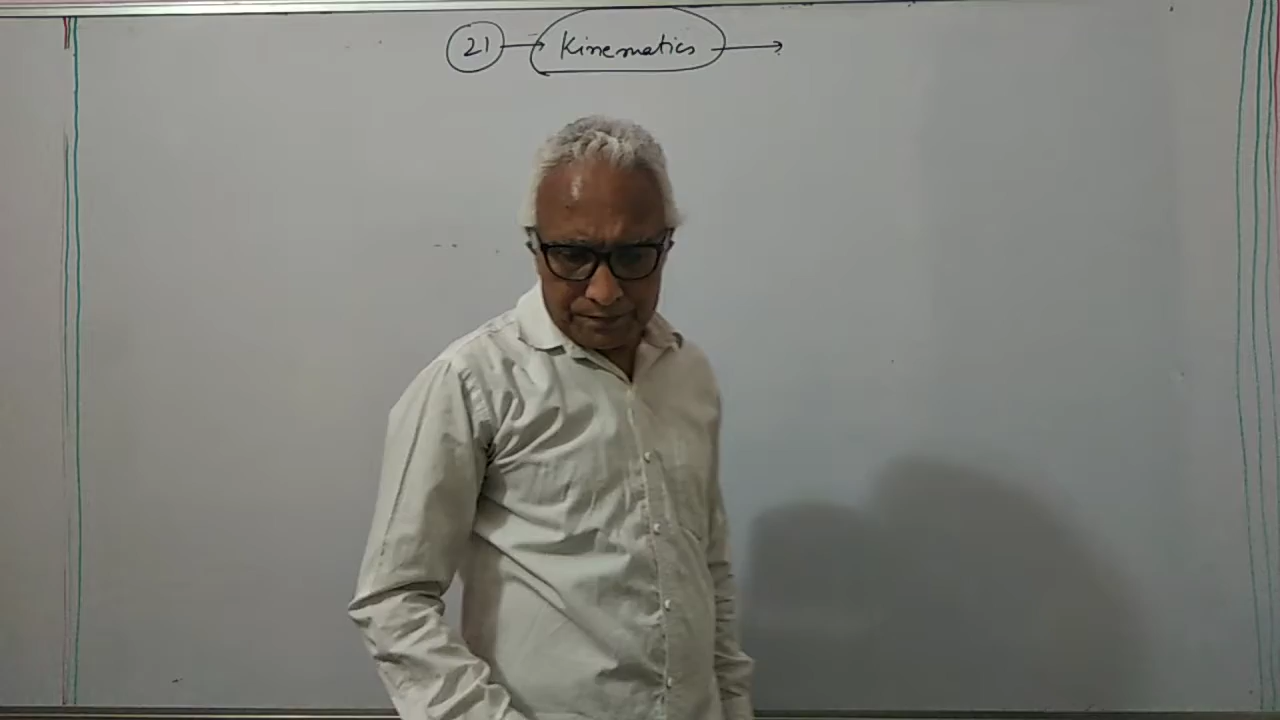 21 → Kinematics →